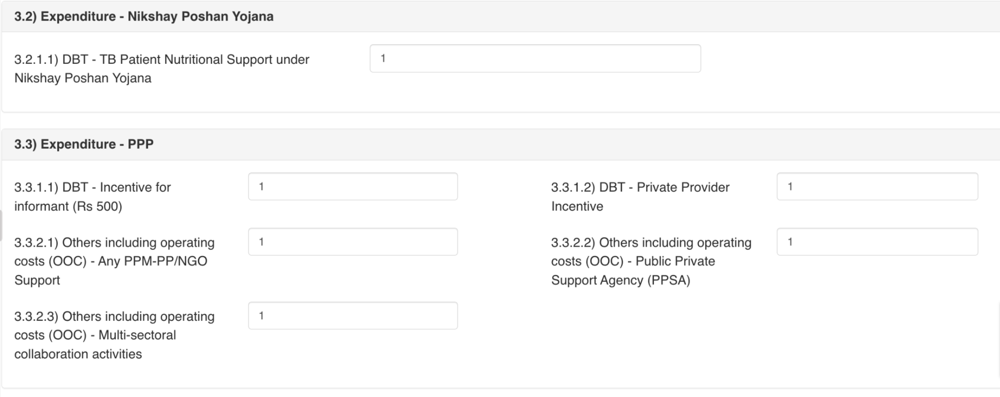 3.2) Expenditure - Nikshay Poshan Yojana
3.2.1.1) DBT - TB Patient Nutritional Support under
Nikshay Poshan Yojana
1
3.3) Expenditure - PPP
3.3.1.1) DBT - Incentive for
informant (Rs 500)
1
3.3.1.2) DBT - Private Provider
Incentive
1
3.3.2.1) Others including operating
costs (OOC) - Any PPM-PP/NGO
Support
1
3.3.2.2) Others including operating
costs (OOC) - Public Private
Support Agency (PPSA)
1
3.3.2.3) Others including operating
costs (OOC) - Multi-sectoral
collaboration activities
1